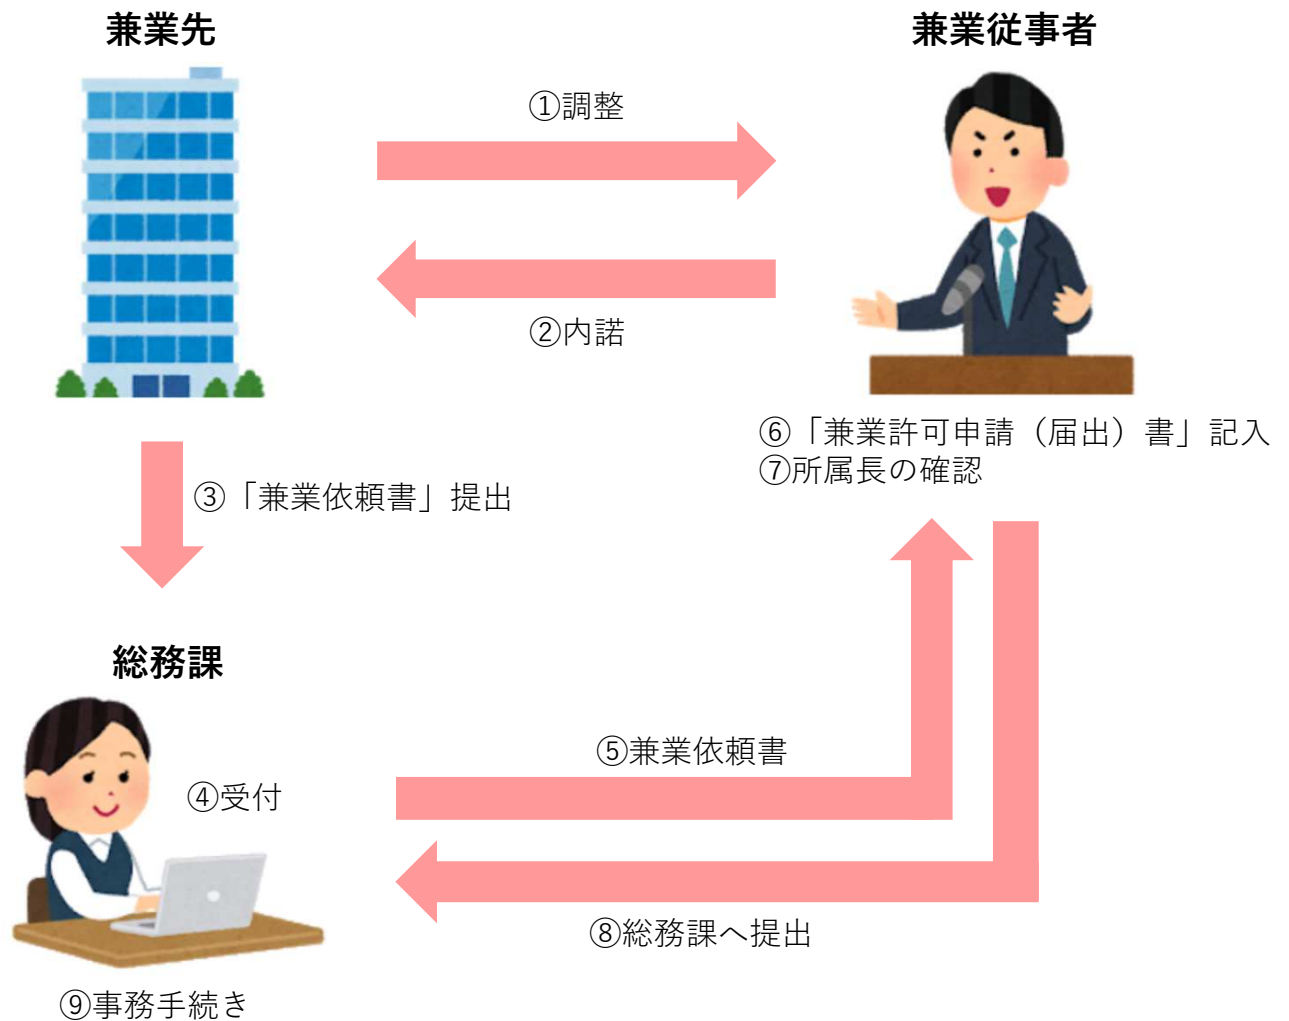 兼業先
兼業従事者
①調整
②内諾
⑥「兼業許可申請（届出）書」記入
⑦所属長の確認
③「兼業依頼書」提出
総務課
⑤兼業依頼書
④受付
⑧総務課へ提出
⑨事務手続き